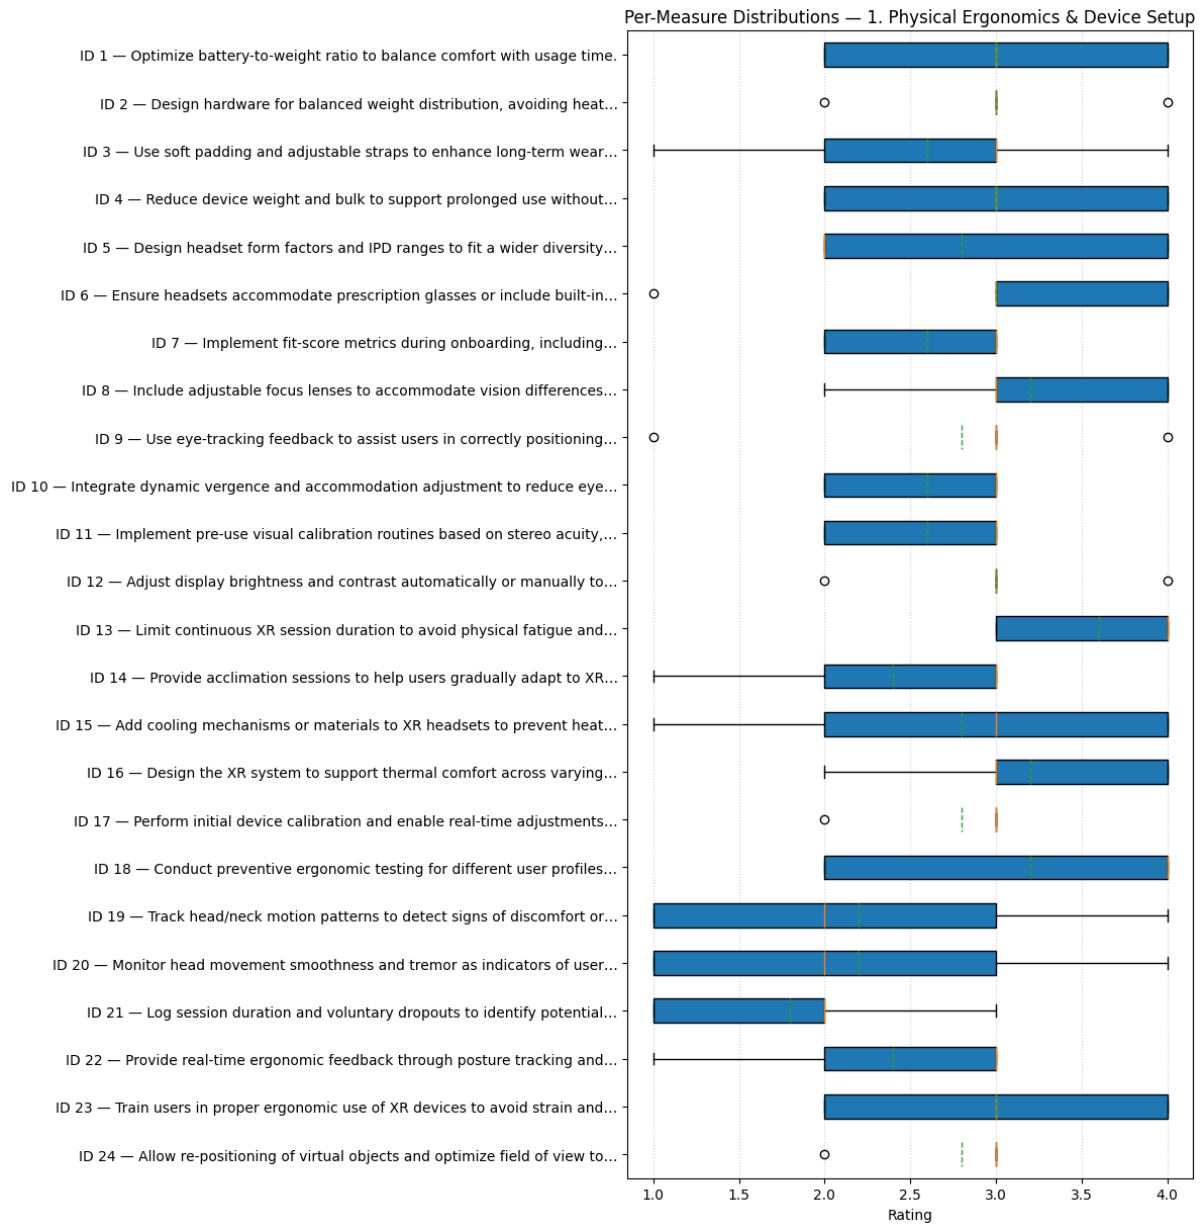 Per-Measure Distributions — 1. Physical Ergonomics & Device Setup
ID 1 — Optimize battery-to-weight ratio to balance comfort with usage time.
ID 2 — Design hardware for balanced weight distribution, avoiding heat...
ID 3 — Use soft padding and adjustable straps to enhance long-term wear...
ID 4 — Reduce device weight and bulk to support prolonged use without...
ID 5 — Design headset form factors and IPD ranges to fit a wider diversity...
ID 6 — Ensure headsets accommodate prescription glasses or include built-in...
ID 7 — Implement fit-score metrics during onboarding, including...
ID 8 — Include adjustable focus lenses to accommodate vision differences...
ID 9 — Use eye-tracking feedback to assist users in correctly positioning...
ID 10 — Integrate dynamic vergence and accommodation adjustment to reduce eye...
ID 11 — Implement pre-use visual calibration routines based on stereo acuity,...
ID 12 — Adjust display brightness and contrast automatically or manually to...
ID 13 — Limit continuous XR session duration to avoid physical fatigue and...
ID 14 — Provide acclimation sessions to help users gradually adapt to XR...
ID 15 — Add cooling mechanisms or materials to XR headsets to prevent heat...
ID 16 — Design the XR system to support thermal comfort across varying...
ID 17 — Perform initial device calibration and enable real-time adjustments...
ID 18 — Conduct preventive ergonomic testing for different user profiles...
ID 19 — Track head/neck motion patterns to detect signs of discomfort or...
ID 20 — Monitor head movement smoothness and tremor as indicators of user...
ID 21 — Log session duration and voluntary dropouts to identify potential...
ID 22 — Provide real-time ergonomic feedback through posture tracking and...
ID 23 — Train users in proper ergonomic use of XR devices to avoid strain and...
ID 24 — Allow re-positioning of virtual objects and optimize field of view to...
1.0 1.5 2.0 2.5 3.0 3.5 4.0
Rating